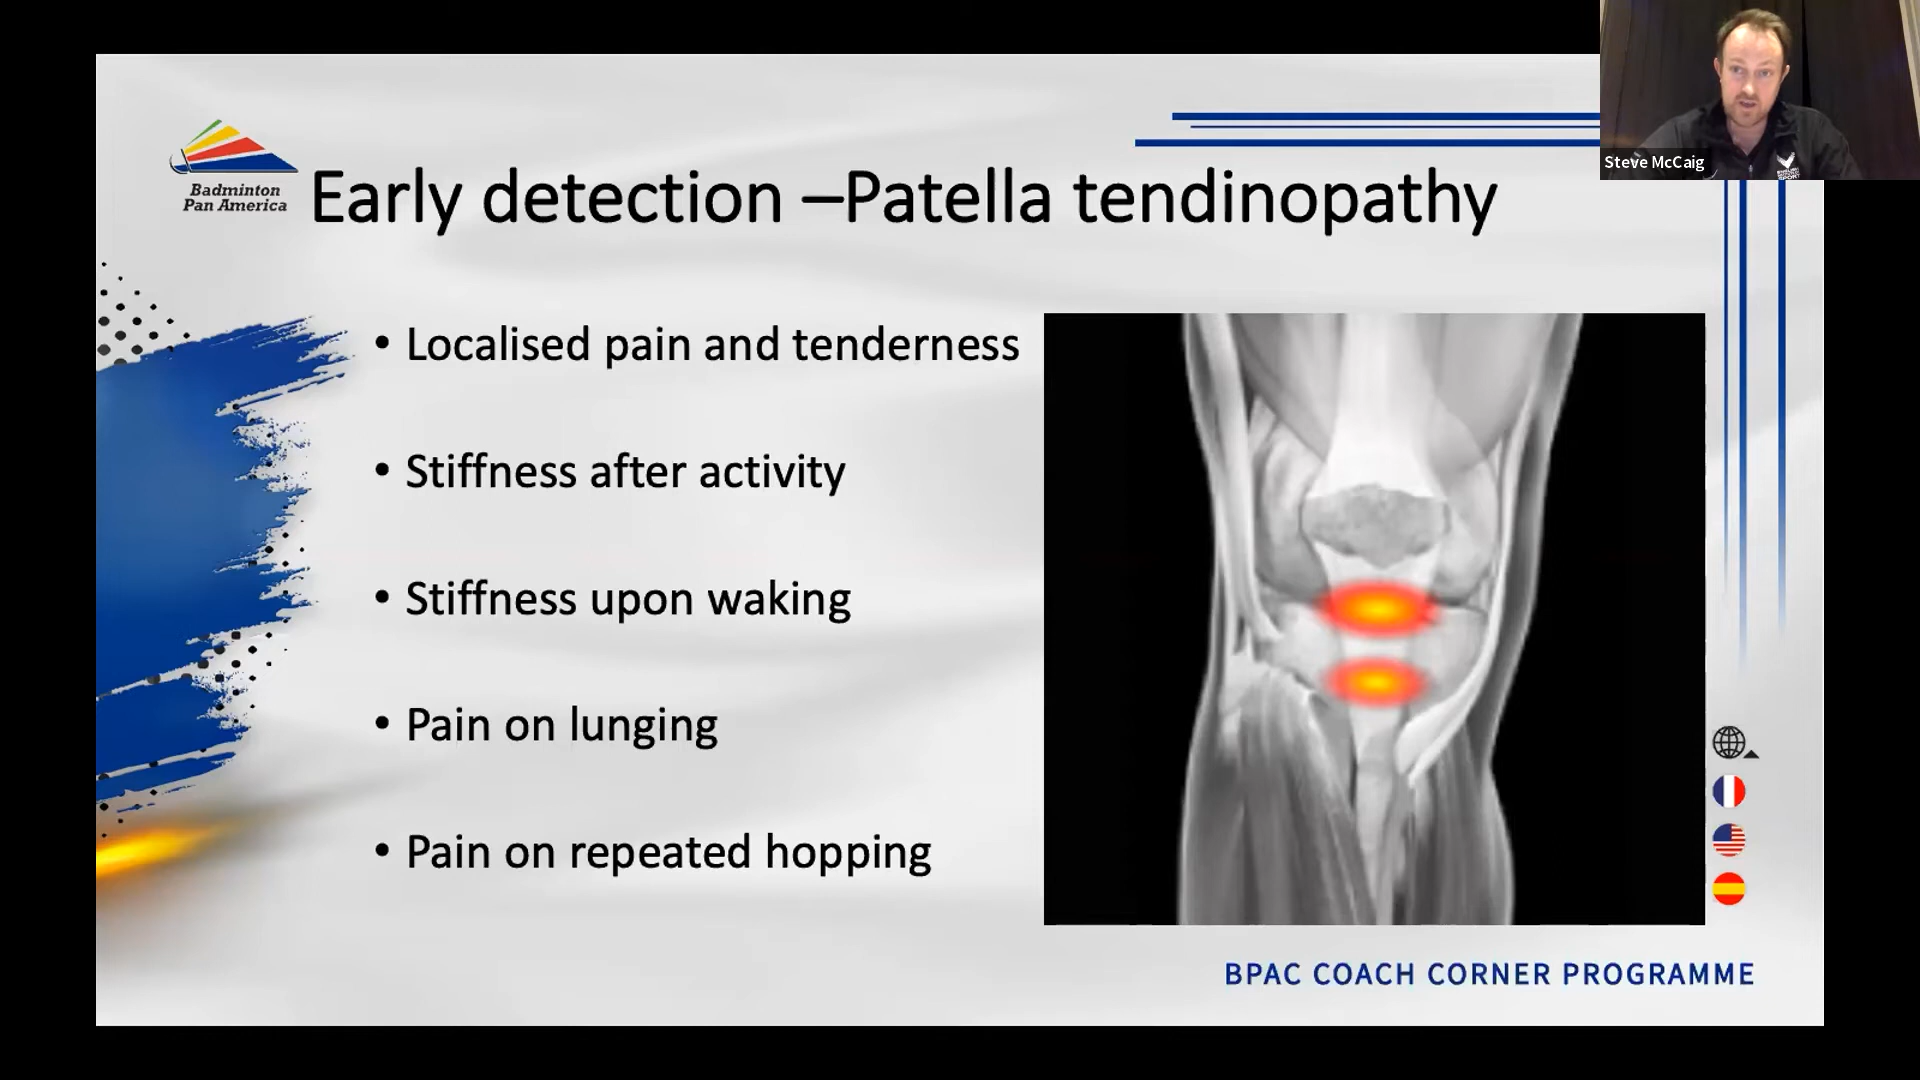 Steve McCaig
Badminton
Pan America
Early detection –Patella tendinopathy
• Localised pain and tenderness
• Stiffness after activity
• Stiffness upon waking
• Pain on lunging
• Pain on repeated hopping
BPAC COACH CORNER PROGRAMME